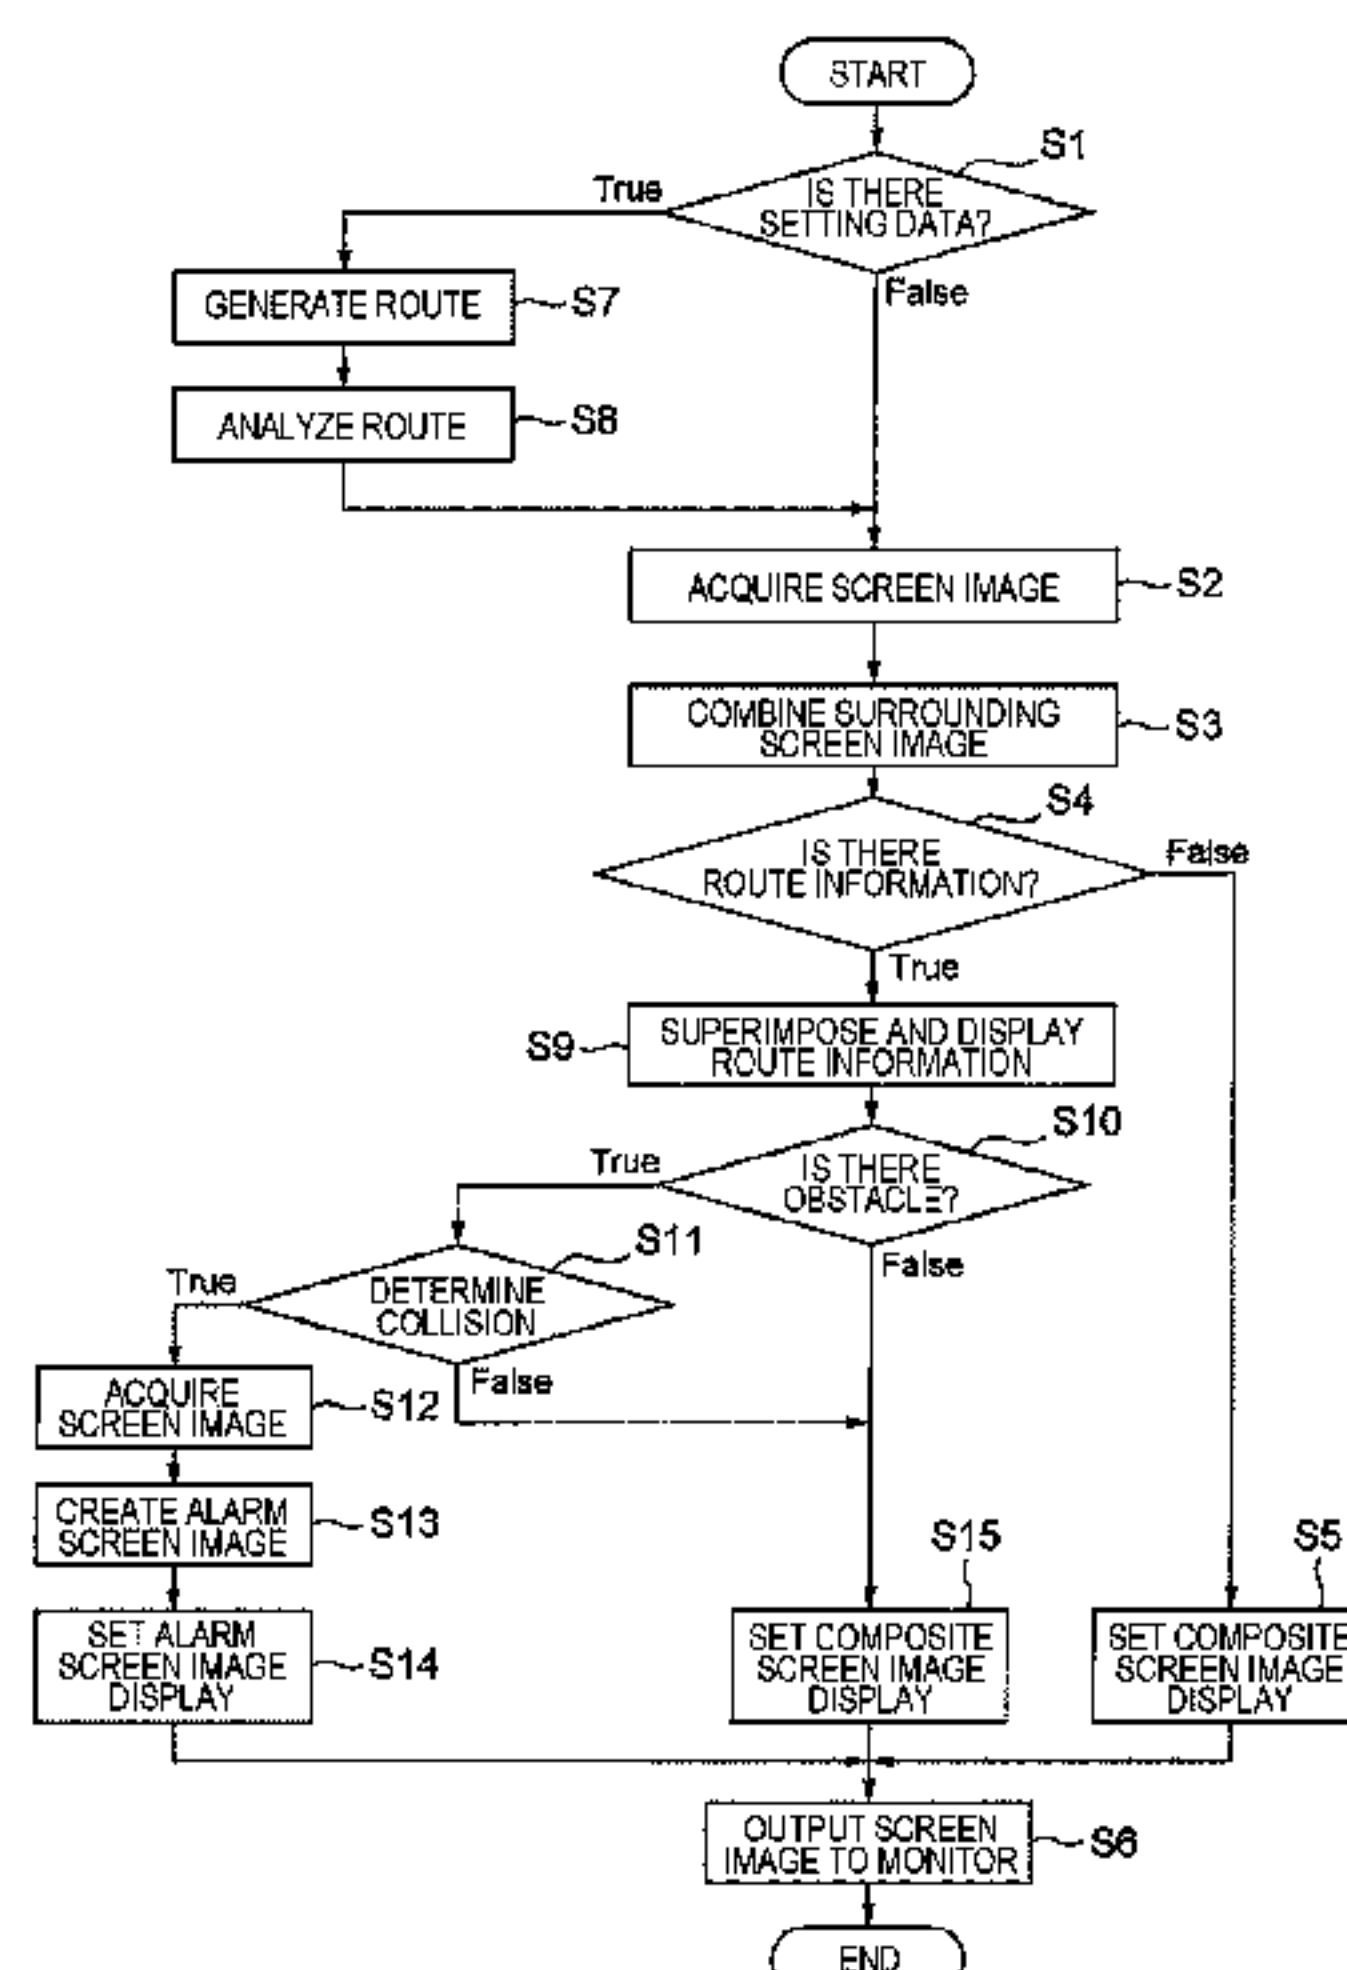 START
S1
True
IS THERE
SETTING DATA?
False
GENERATE ROUTE
S7
ANALYZE ROUTE
S8
ACQUIRE SCREEN IMAGE
S2
COMBINE SURROUNDING
SCREEN IMAGE
S3
S4
IS THERE
ROUTE INFORMATION?
False
True
S9
SUPERIMPOSE AND DISPLAY
ROUTE INFORMATION
S10
True
IS THERE
OBSTACLE?
False
S11
True
DETERMINE
COLLISION
False
ACQUIRE
SCREEN IMAGE
S12
CREATE ALARM
SCREEN IMAGE
S13
SET ALARM
SCREEN IMAGE
DISPLAY
S14
S15
SET COMPOSITE
SCREEN IMAGE
DISPLAY
S5
SET COMPOSITE
SCREEN IMAGE
DISPLAY
OUTPUT SCREEN
IMAGE TO MONITOR
S6
END